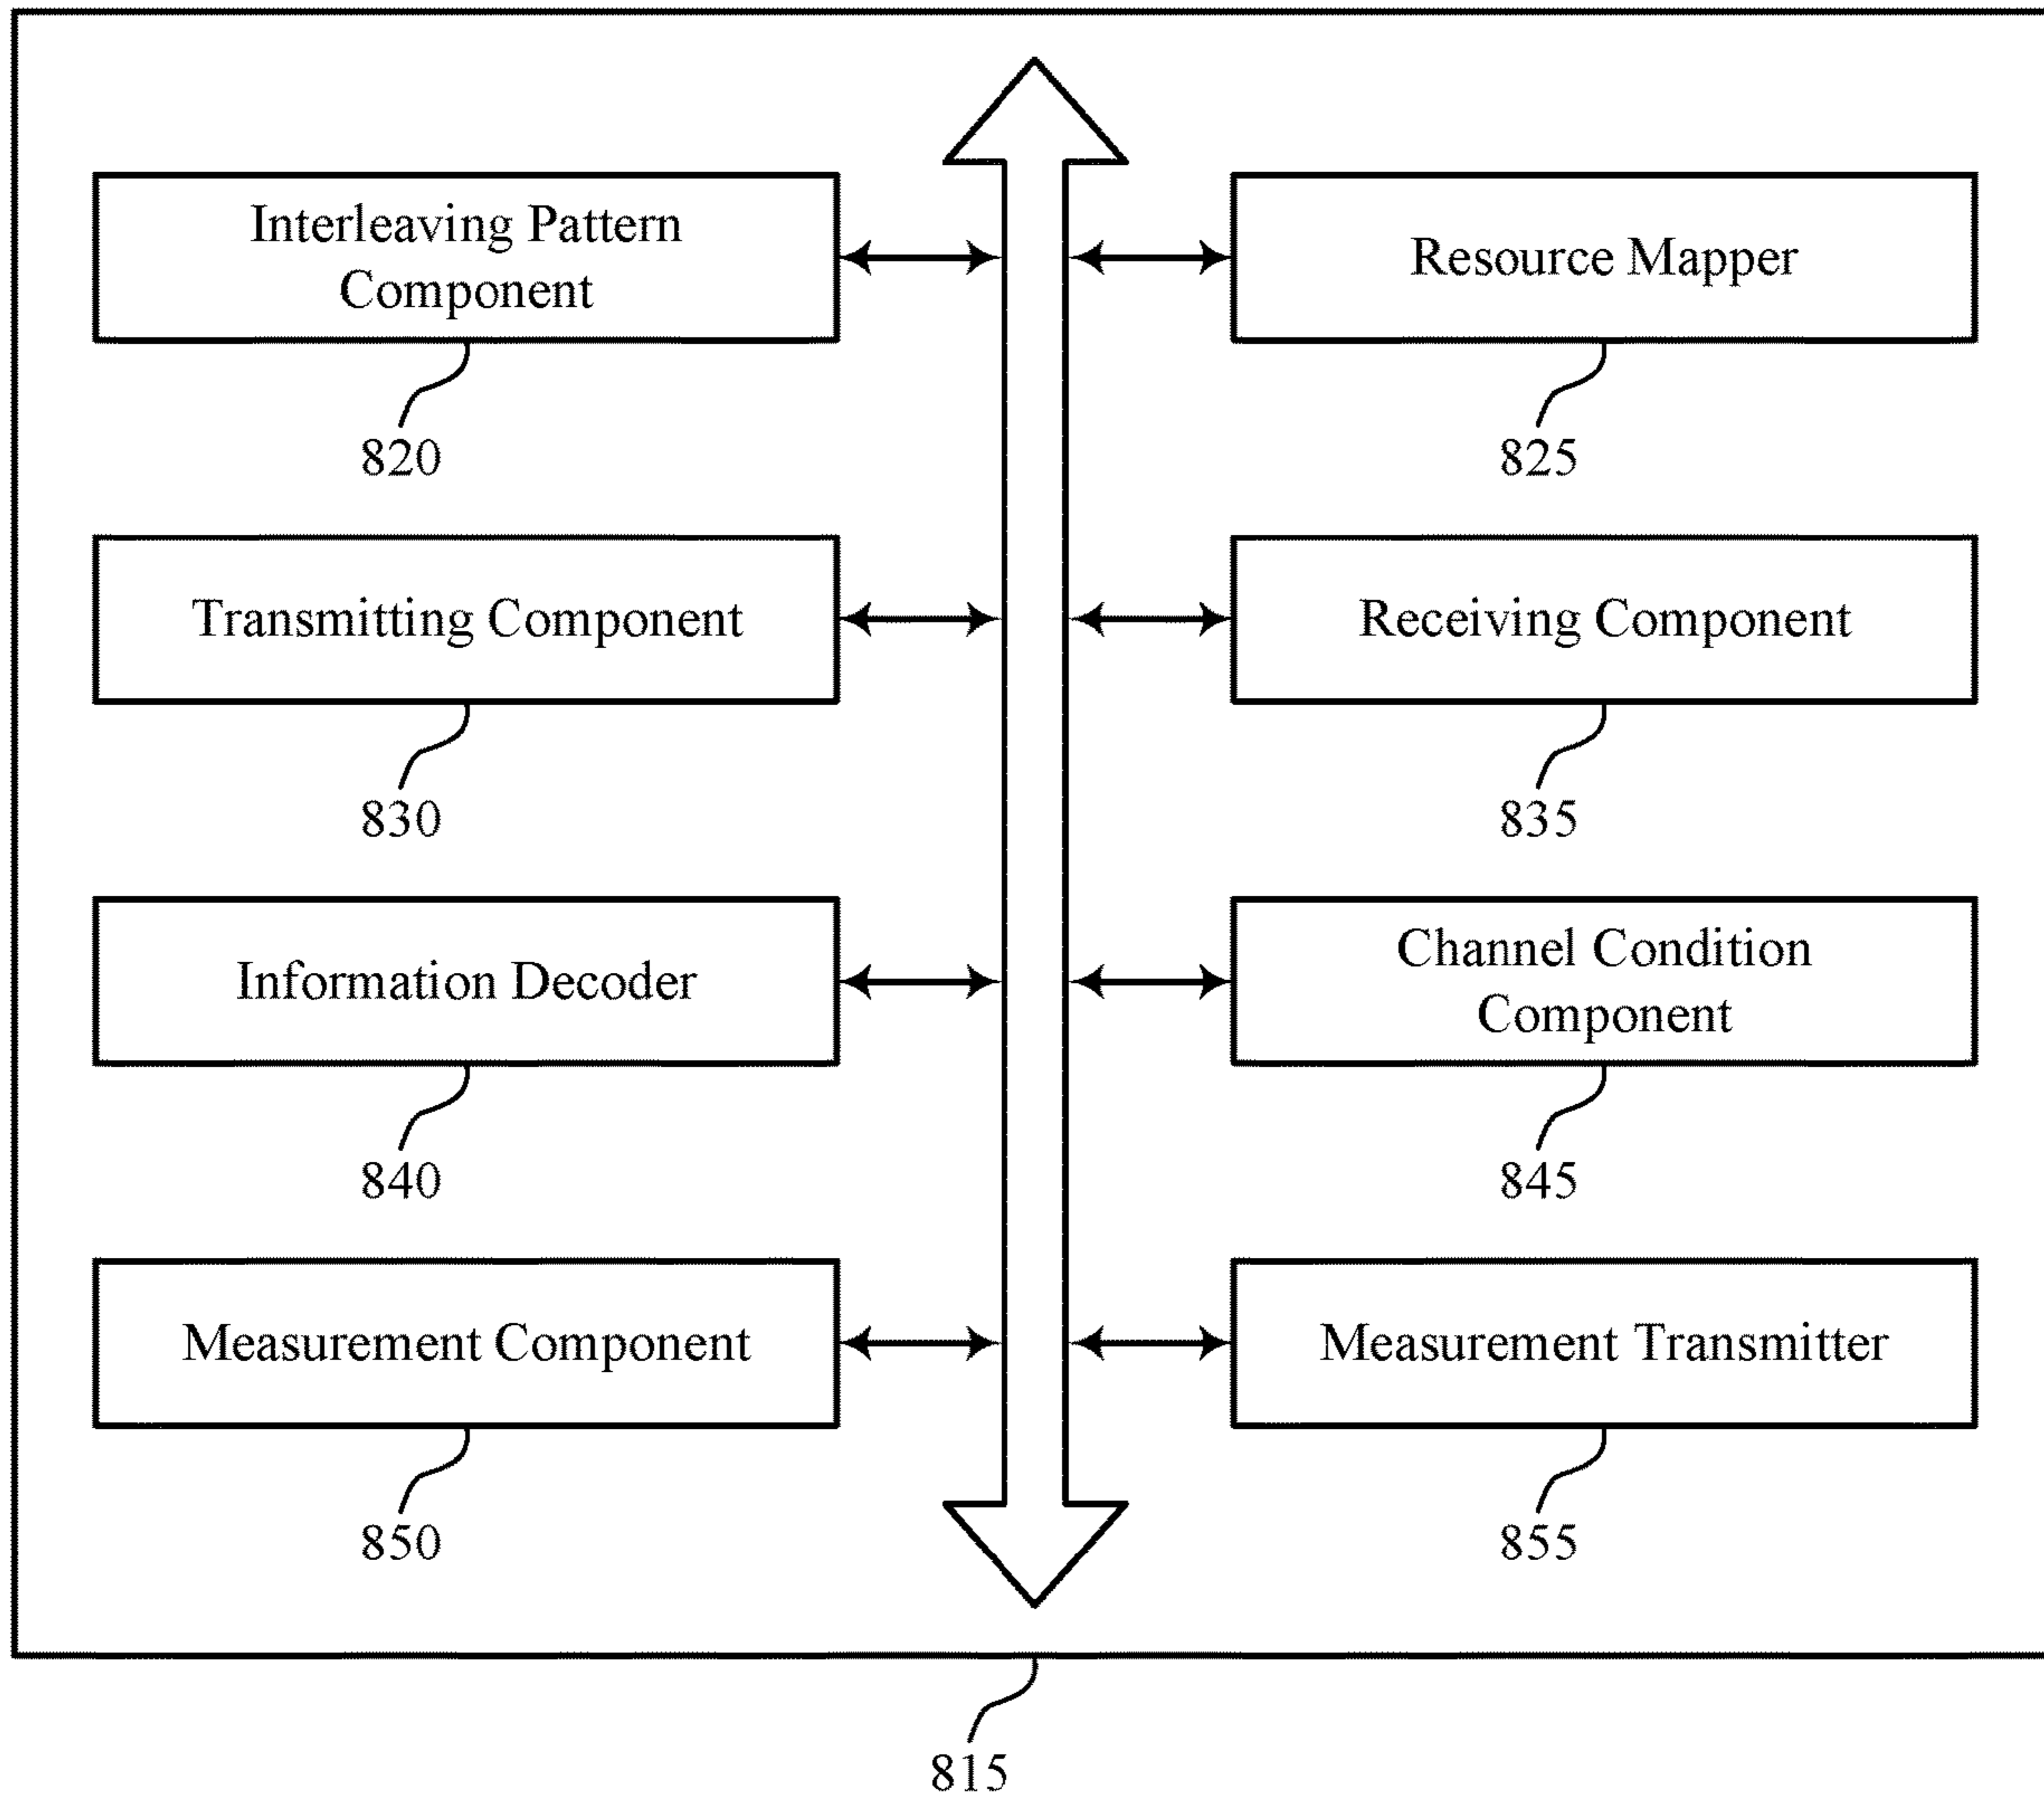 Interleaving Pattern
Component
820
Resource Mapper
825
Transmitting Component
830
Receiving Component
835
Information Decoder
840
Channel Condition
Component
845
Measurement Component
850
Measurement Transmitter
855
815